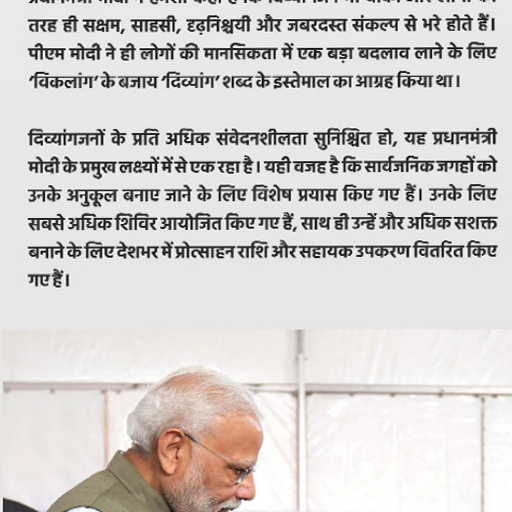 तरह ही सक्षम, साहसी, दृढ़निश्चयी और जबरदस्त संकल्प से भरे होते हैं।
पीएम मोदी ने ही लोगों की मानसिकता में एक बड़ा बदलाव लाने के लिए
‘विकलांग’ के बजाय ‘दिव्यांग’ शब्द के इस्तेमाल का आग्रह किया था।
दिव्यांगजनों के प्रति अधिक संवेदनशीलता सुनिश्चित हो, यह प्रधानमंत्री
मोदी के प्रमुख लक्ष्यों में से एक रहा है। यही वजह है कि सार्वजनिक जगहों को
उनके अनुकूल बनाए जाने के लिए विशेष प्रयास किए गए हैं। उनके लिए
सबसे अधिक शिविर आयोजित किए गए हैं, साथ ही उन्हें और अधिक सशक्त
बनाने के लिए देशभर में प्रोत्साहन राशि और सहायक उपकरण वितरित किए
गए हैं।